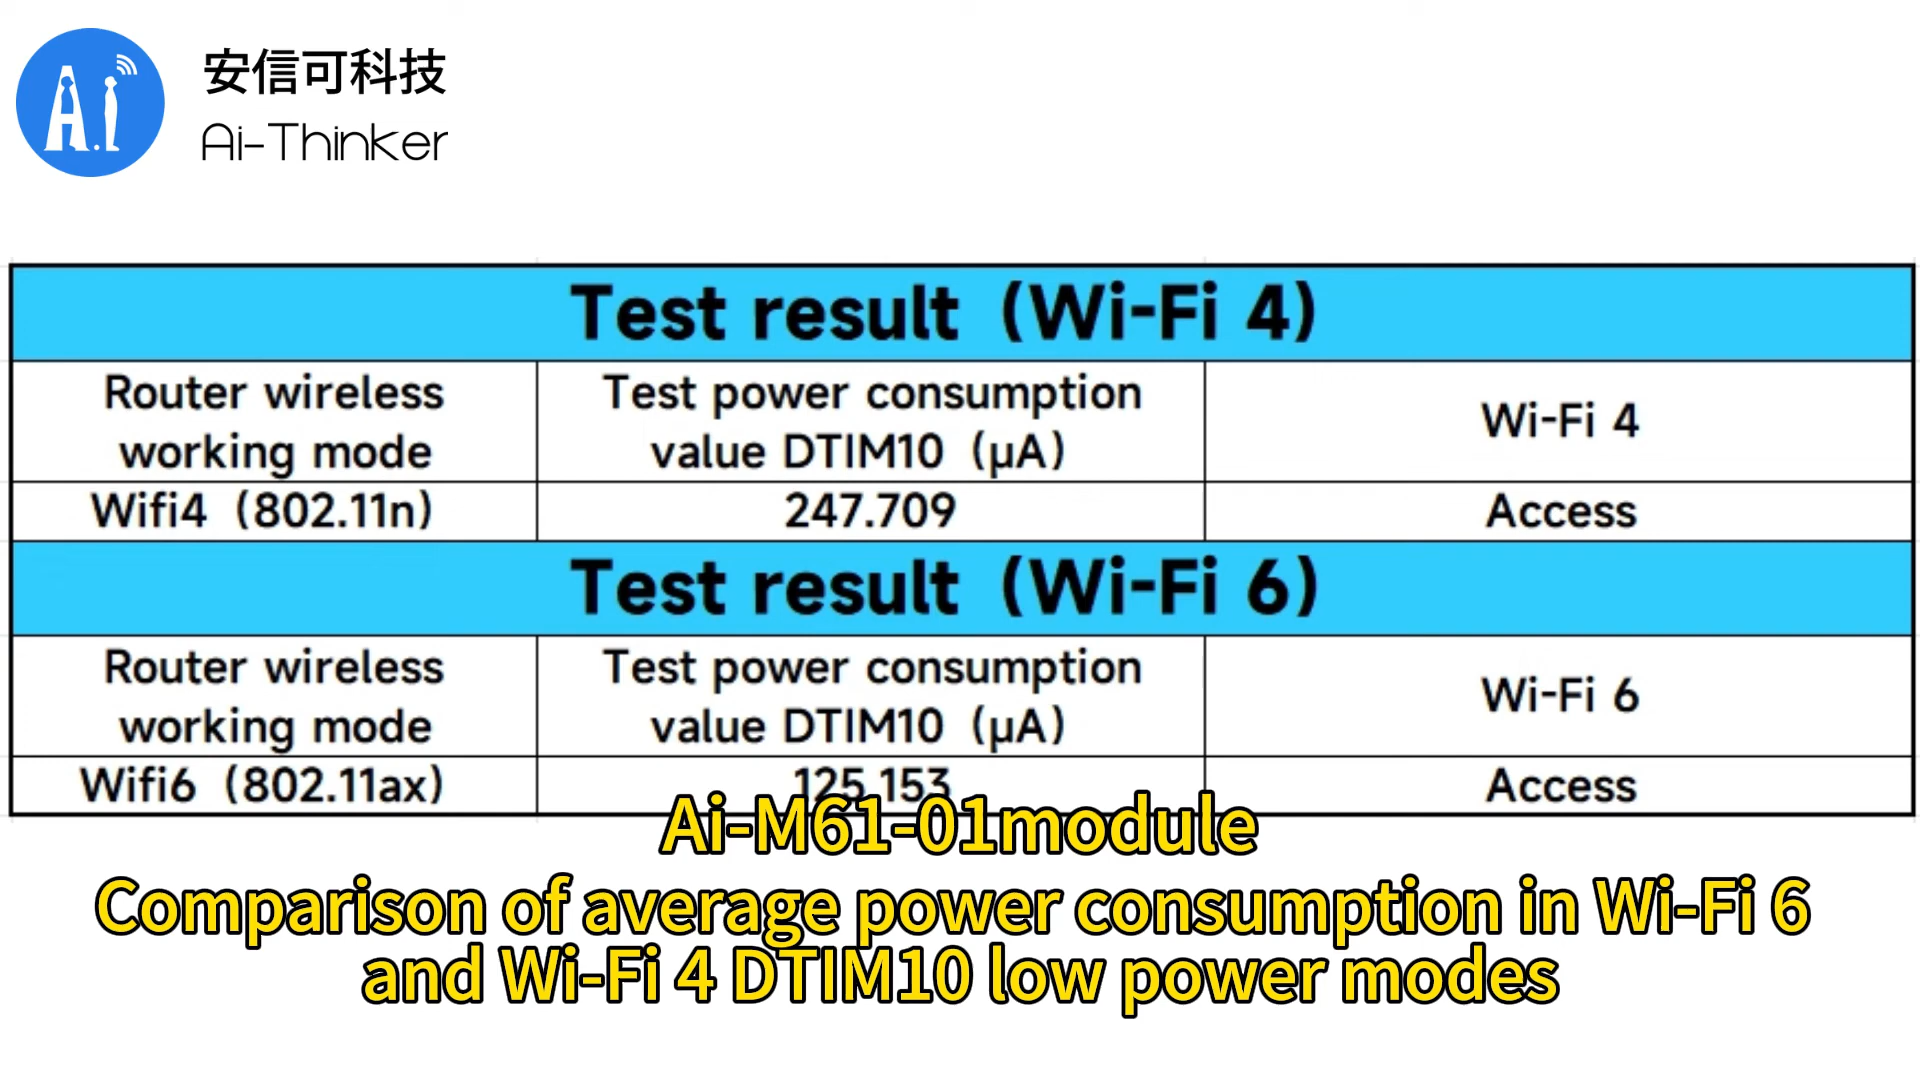 Ai
安信可科技
Ai-Thinker
Test result（Wi-Fi 4）
Router wireless
working mode
Test power consumption
value DTIM10（μA）
Wi-Fi 4
Wifi4（802.11n）
247.709
Access
Test result（Wi-Fi 6）
Router wireless
working mode
Test power consumption
value DTIM10（μA）
Wi-Fi 6
Wifi6（802.11ax）
125.153
Access
Ai-M61-01module
Comparison of average power consumption in Wi-Fi 6
and Wi-Fi 4 DTIM10 low power modes